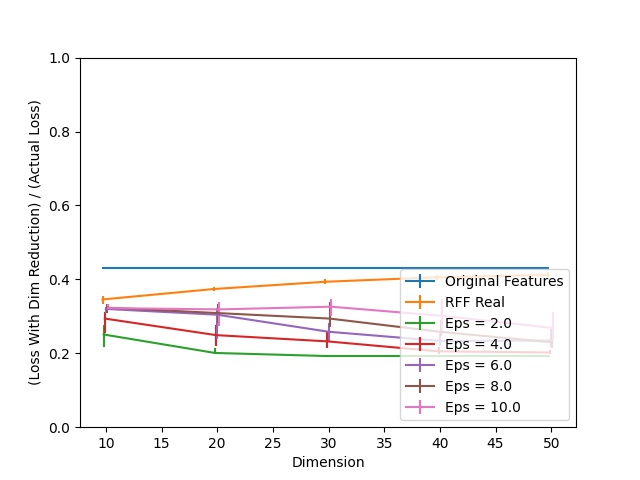 (Loss With Dim Reduction) / (Actual Loss)
1.0
0.8
0.6
0.4
0.2
0.0
Original Features
RFF Real
Eps = 2.0
Eps = 4.0
Eps = 6.0
Eps = 8.0
Eps = 10.0
10 15 20 25 30 35 40 45 50
Dimension